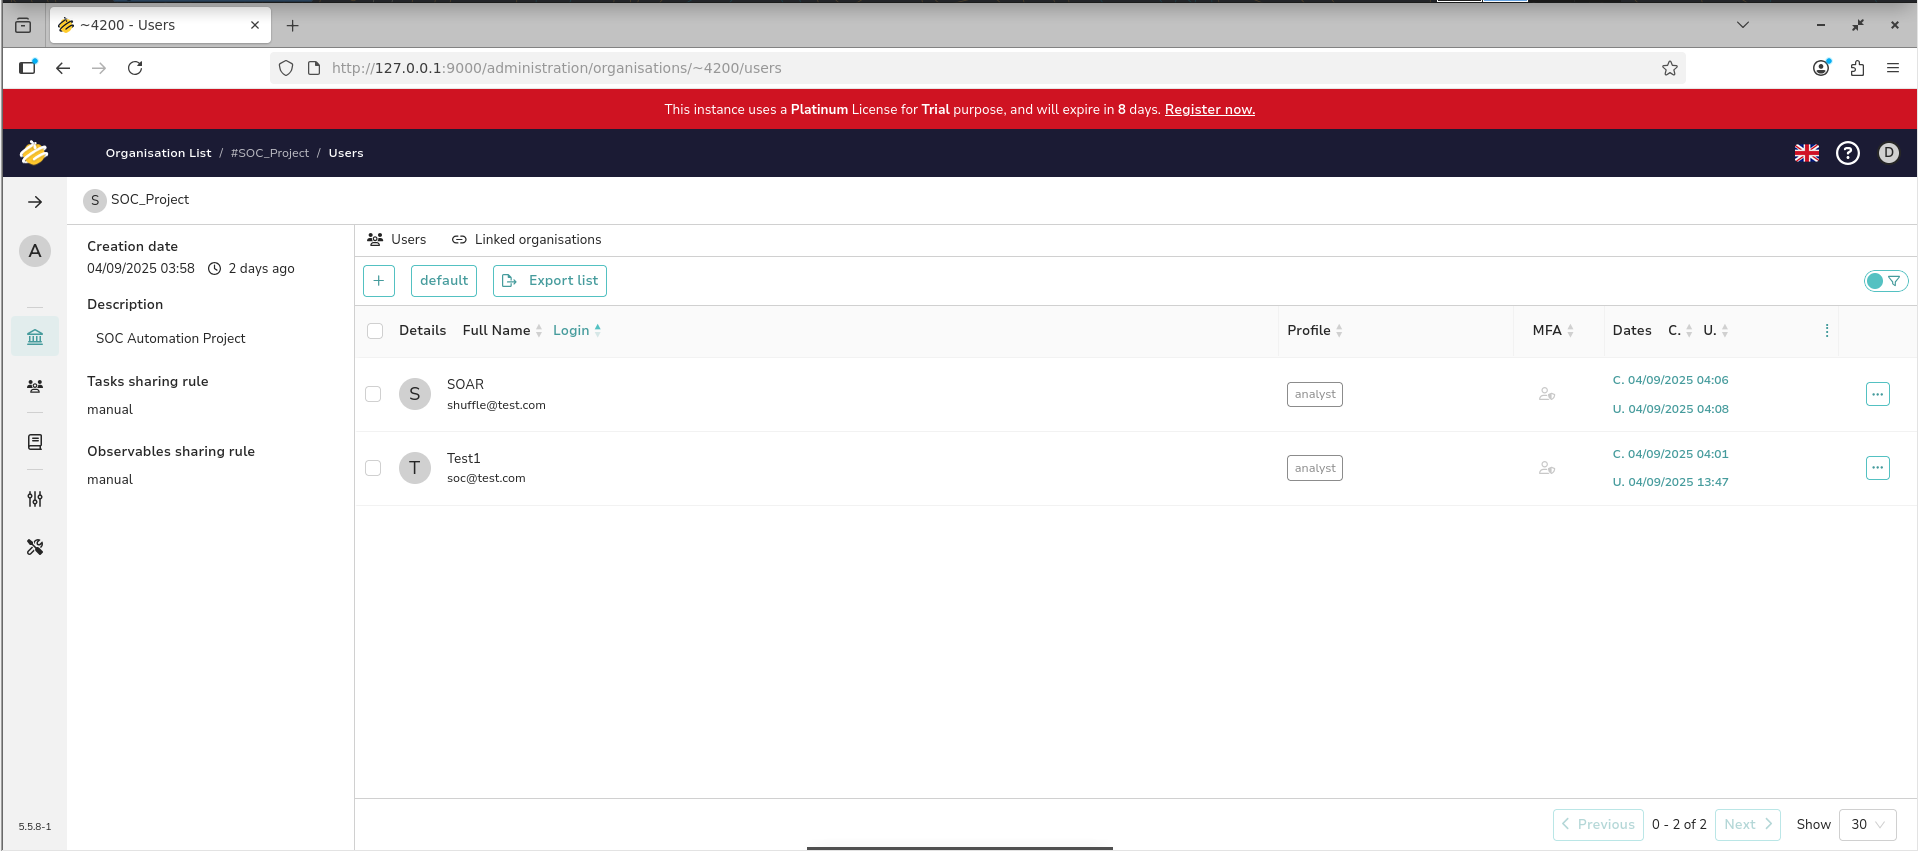 ~4200 - Users
http://127.0.0.1:9000/administration/organisations/~4200/users
This instance uses a Platinum License for Trial purpose, and will expire in 8 days. Register now.
Organisation List / #SOC_Project / Users
D
S SOC_Project
A
Creation date
04/09/2025 03:58 2 days ago
Description
SOC Automation Project
Tasks sharing rule
manual
Observables sharing rule
manual
5.5.8-1
Users Linked organisations
+ default Export list
Details Full Name Login Profile MFA Dates C. U.
S
SOAR
shuffle@test.com
analyst
C. 04/09/2025 04:06
U. 04/09/2025 04:08
T
Test1
soc@test.com
analyst
C. 04/09/2025 04:01
U. 04/09/2025 13:47
Previous 0 - 2 of 2 Next Show 30